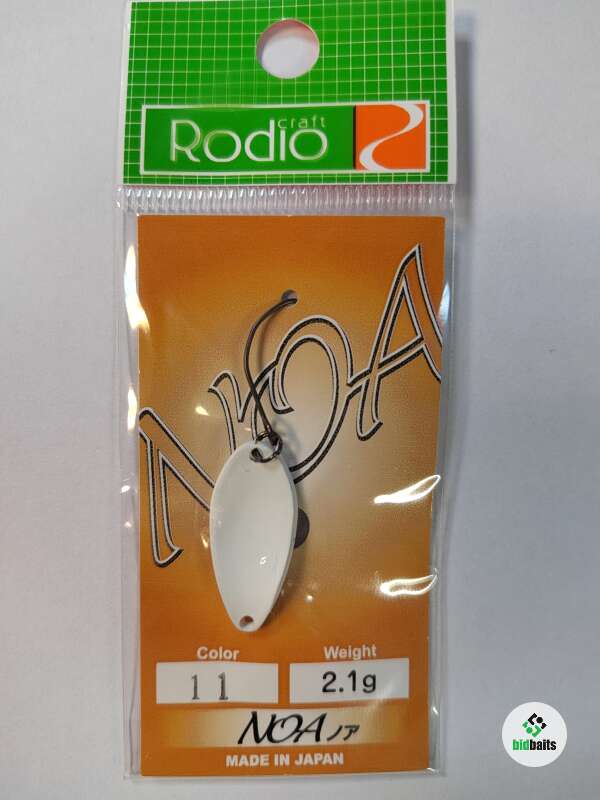 Rodio craft
NOA
Color
Weight
11
2.1g
NOA ノア
MADE IN JAPAN
bidbaits